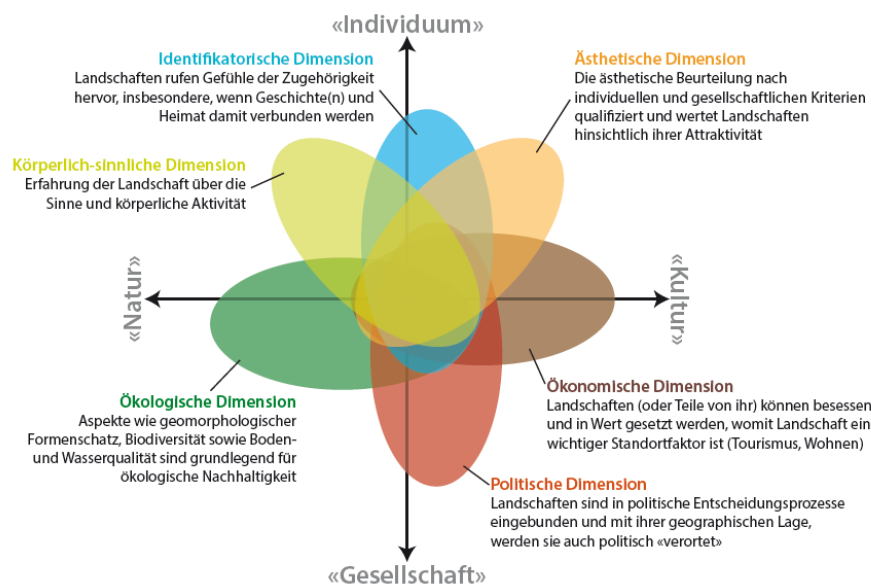 «Individuum»
Identifikatorische Dimension
Landschaften rufen Gefühle der Zugehörigkeit
hervor, insbesondere, wenn Geschichte(n) und
Heimat damit verbunden werden
Ästhetische Dimension
Die ästhetische Beurteilung nach
individuellen und gesellschaftlichen Kriterien
qualifiziert und wertet Landschaften
hinsichtlich ihrer Attraktivität
Körperlich-sinnliche Dimension
Erfahrung der Landschaft über die
Sinne und körperliche Aktivität
«Natur»
«Kultur»
Ökologische Dimension
Aspekte wie geomorphologischer
Formenschatz, Biodiversität sowie Boden-
und Wasserqualität sind grundlegend für
ökologische Nachhaltigkeit
Ökonomische Dimension
Landschaften (oder Teile von ihr) können besessen
und in Wert gesetzt werden, womit Landschaft ein
wichtiger Standortfaktor ist (Tourismus, Wohnen)
Politische Dimension
Landschaften sind in politische Entscheidungsprozesse
eingebunden und mit ihrer geographischen Lage,
werden sie auch politisch «verortet»
«Gesellschaft»